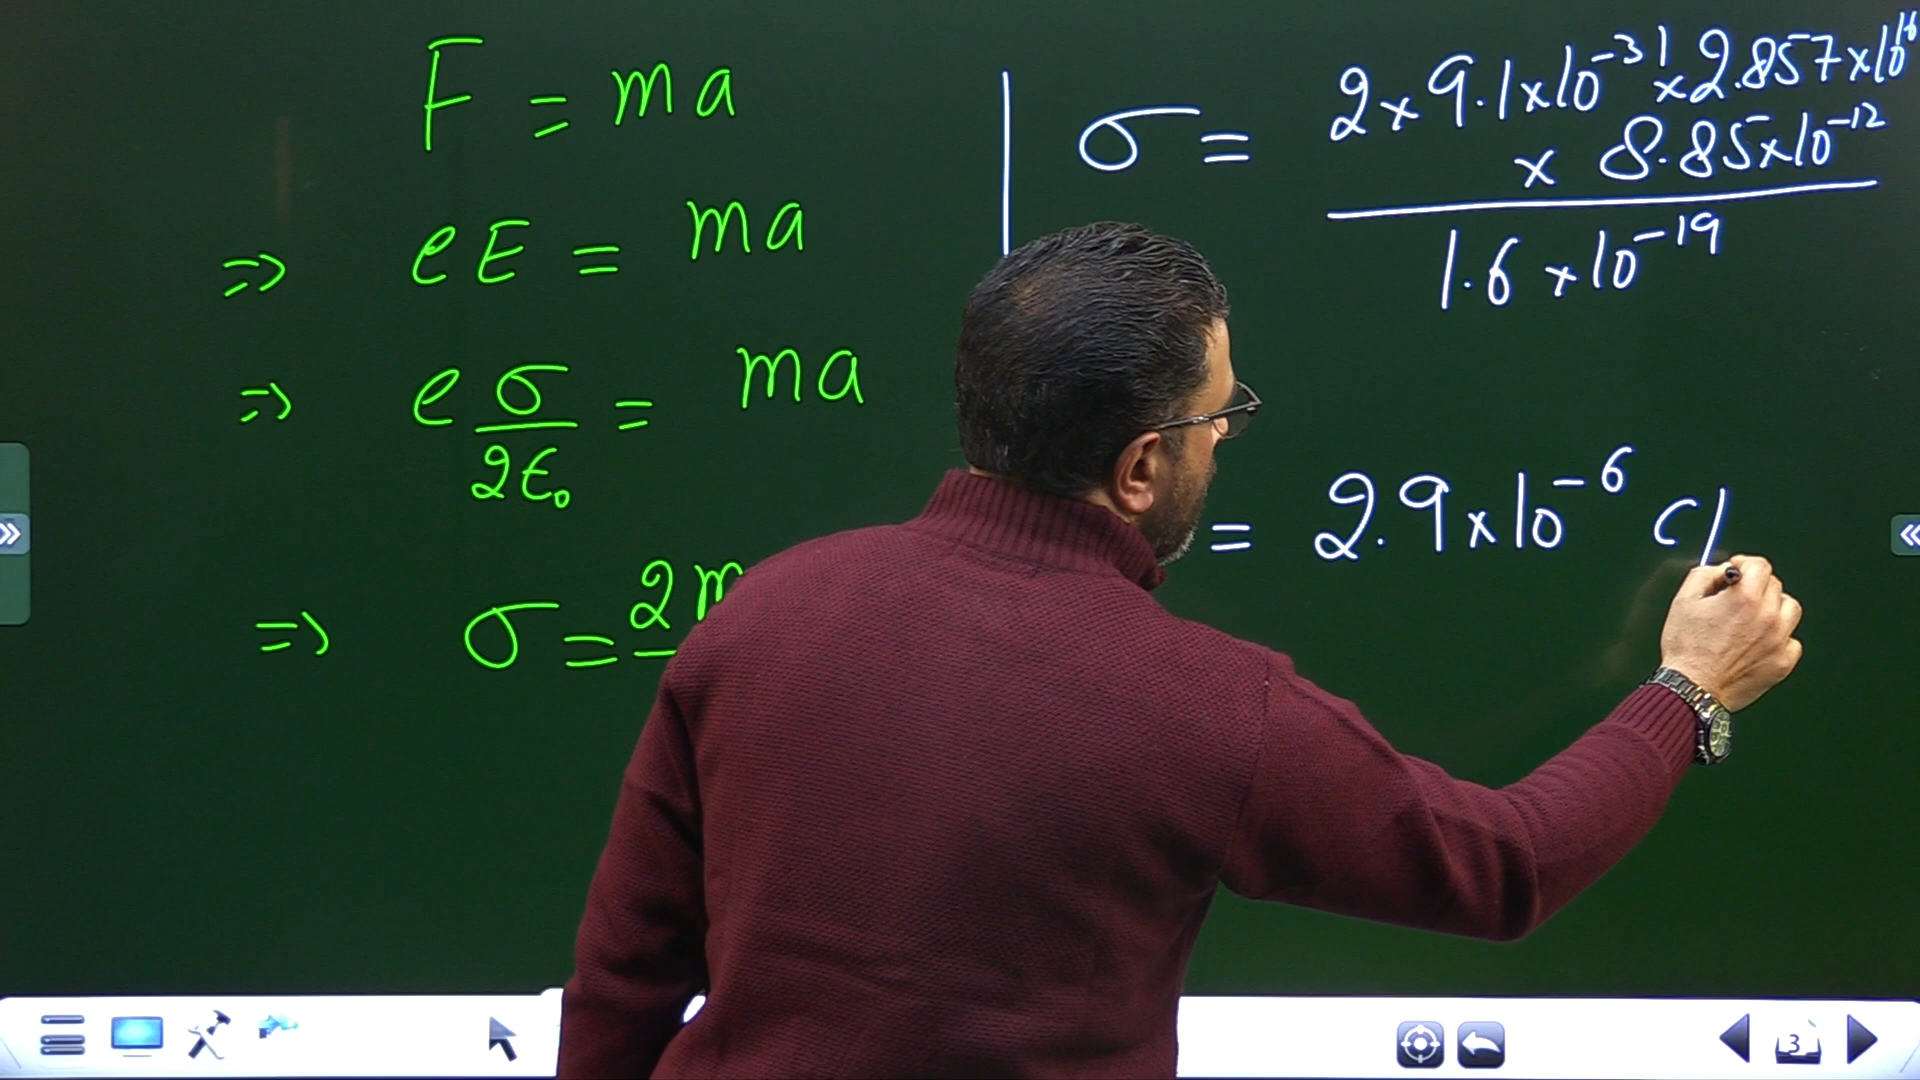 F = ma
=> eE = ma
=> e σ/2ϵ₀ = ma
=> σ = 2m
σ = 2 × 9.1 × 10⁻³¹ × 2.857 × 10¹⁶
× 8.85 × 10⁻¹²
1.6 × 10⁻¹⁹
= 2.9 × 10⁻⁶ C/
3